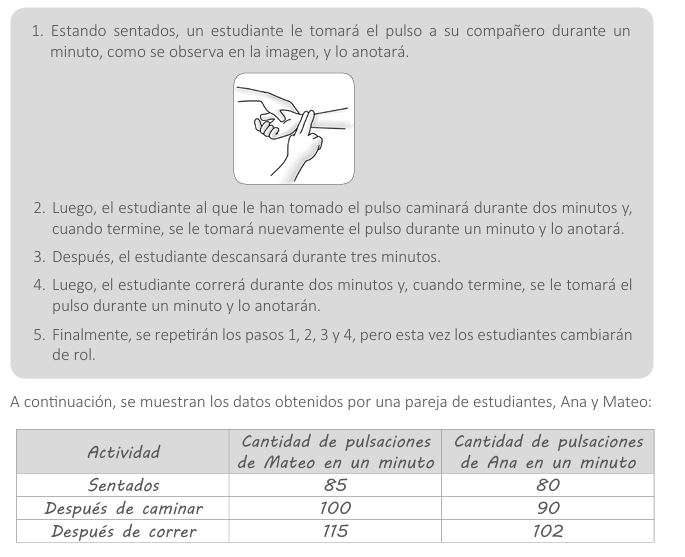 1. Estando sentados, un estudiante le tomará el pulso a su compañero durante un
minuto, como se observa en la imagen, y lo anotará.
2. Luego, el estudiante al que le han tomado el pulso caminará durante dos minutos y,
cuando termine, se le tomará nuevamente el pulso durante un minuto y lo anotará.
3. Después, el estudiante descansará durante tres minutos.
4. Luego, el estudiante correrá durante dos minutos y, cuando termine, se le tomará el
pulso durante un minuto y lo anotarán.
5. Finalmente, se repetirán los pasos 1, 2, 3 y 4, pero esta vez los estudiantes cambiarán
de rol.
A continuación, se muestran los datos obtenidos por una pareja de estudiantes, Ana y Mateo:
Actividad Cantidad de pulsaciones de Mateo en un minuto Cantidad de pulsaciones de Ana en un minuto
Sentados 85 80
Después de caminar 100 90
Después de correr 115 102